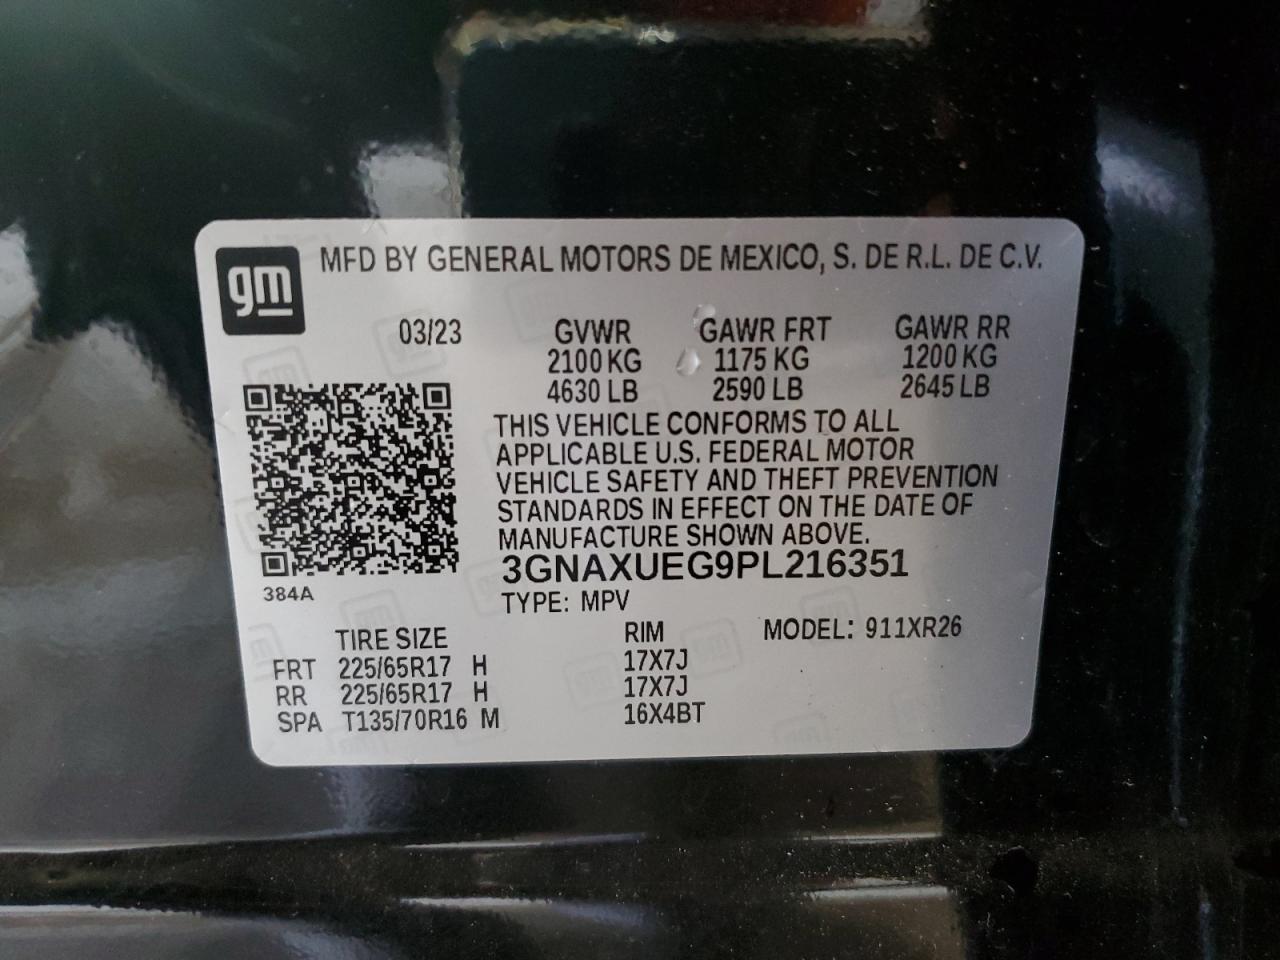 gm MFD BY GENERAL MOTORS DE MEXICO, S. DE R.L. DE C.V.
03/23 GVWR GAWR FRT GAWR RR
2100 KG 1175 KG 1200 KG
4630 LB 2590 LB 2645 LB
THIS VEHICLE CONFORMS TO ALL
APPLICABLE U.S. FEDERAL MOTOR
VEHICLE SAFETY AND THEFT PREVENTION
STANDARDS IN EFFECT ON THE DATE OF
MANUFACTURE SHOWN ABOVE.
3GNAXUEG9PL216351
384A
TYPE: MPV
TIRE SIZE RIM MODEL: 911XR26
FRT 225/65R17 H 17X7J
RR 225/65R17 H 17X7J
SPA T135/70R16 M 16X4BT